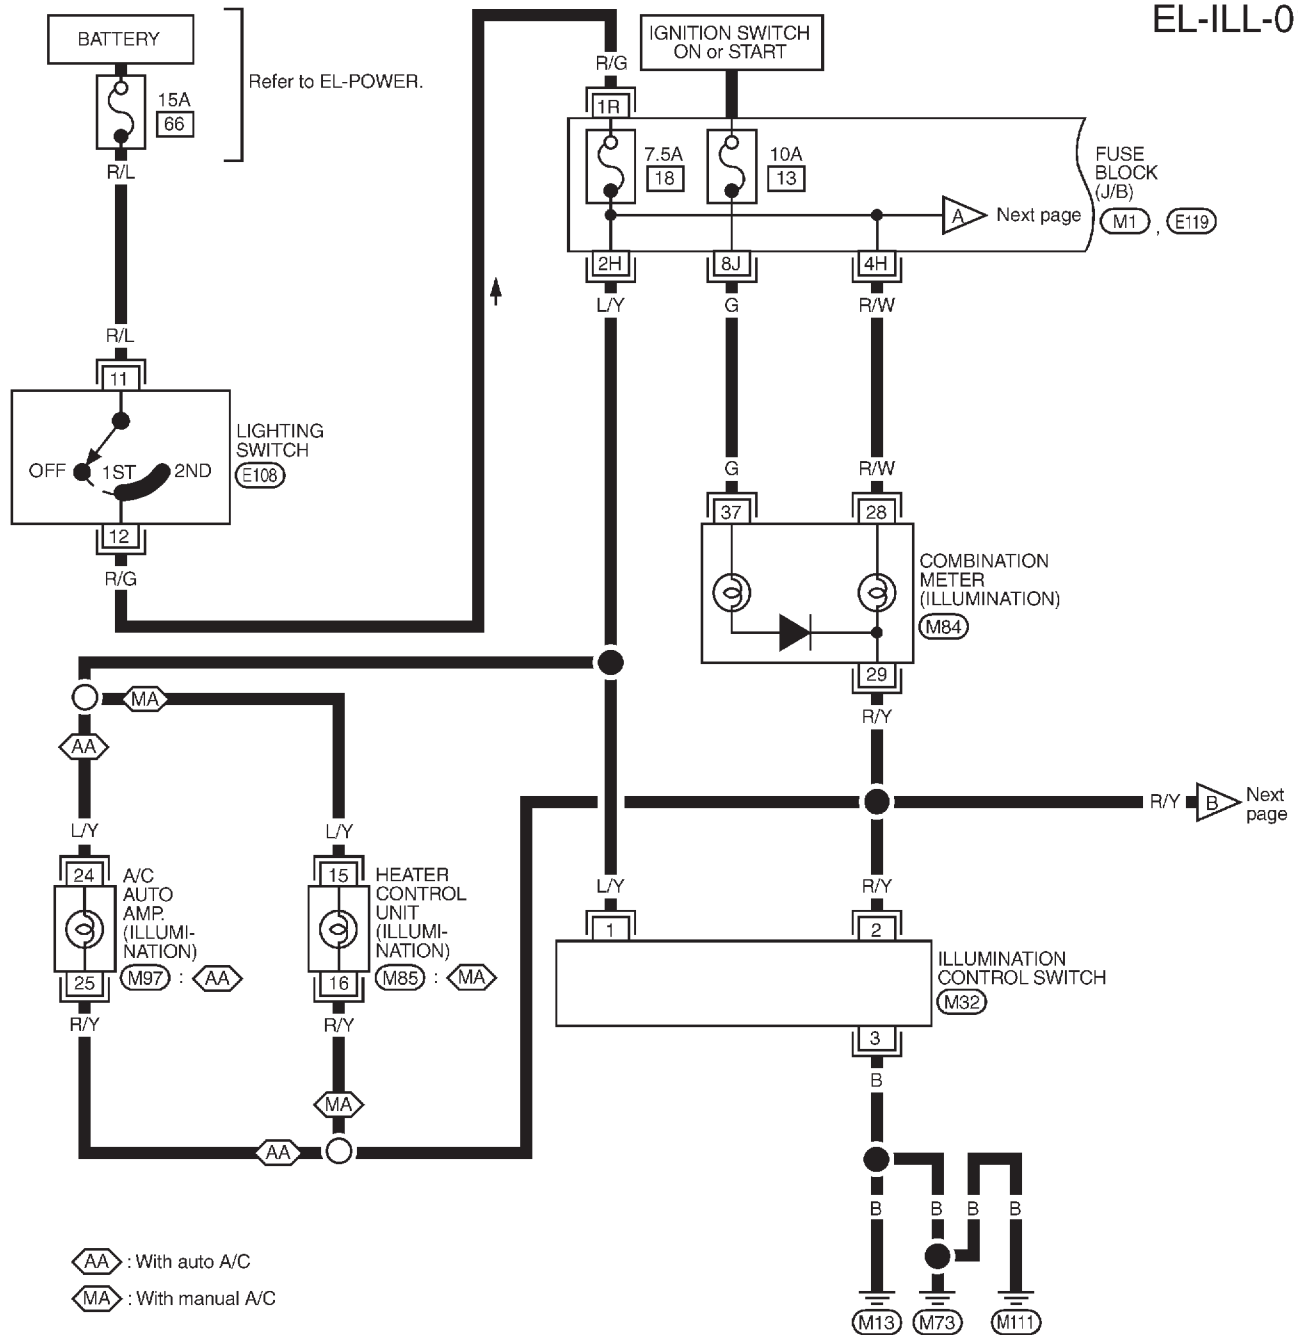 EL-ILL-0
BATTERY
15A
66
R/L
Refer to EL-POWER.
R/L
11
OFF
1ST
2ND
LIGHTING
SWITCH
E108
12
R/G
R/G
1R
IGNITION SWITCH
ON or START
7.5A
18
10A
13
A
Next page
FUSE
BLOCK
(J/B)
M1 , E119
2H
8J
4H
L/Y
G
R/W
G
R/W
37
28
COMBINATION
METER
(ILLUMINATION)
M84
29
R/Y
MA
AA
L/Y
L/Y
24
A/C
AUTO
AMP.
(ILLUMI-
NATION)
M97 : AA
25
R/Y
15
HEATER
CONTROL
UNIT
(ILLUMI-
NATION)
M85 : MA
16
R/Y
MA
AA
R/Y
B
Next
page
L/Y
R/Y
1
2
ILLUMINATION
CONTROL SWITCH
M32
3
B
B
B
B
B
M13
M73
M111
AA : With auto A/C
MA : With manual A/C